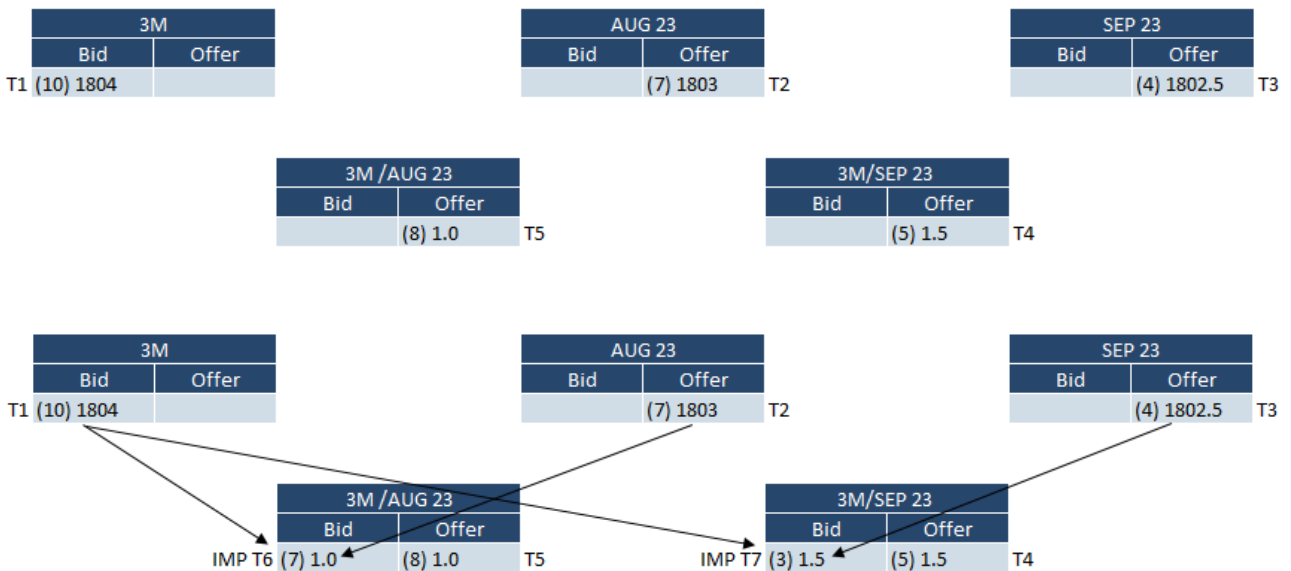 3M AUG 23 SEP 23
Bid Offer Bid Offer Bid Offer
T1 (10) 1804 (7) 1803 T2 (4) 1802.5 T3
3M /AUG 23 3M/SEP 23
Bid Offer Bid Offer
(8) 1.0 T5 (5) 1.5 T4
3M AUG 23 SEP 23
Bid Offer Bid Offer Bid Offer
T1 (10) 1804 (7) 1803 T2 (4) 1802.5 T3
3M /AUG 23 3M/SEP 23
Bid Offer Bid Offer
IMP T6 (7) 1.0 (8) 1.0 T5 IMP T7 (3) 1.5 (5) 1.5 T4